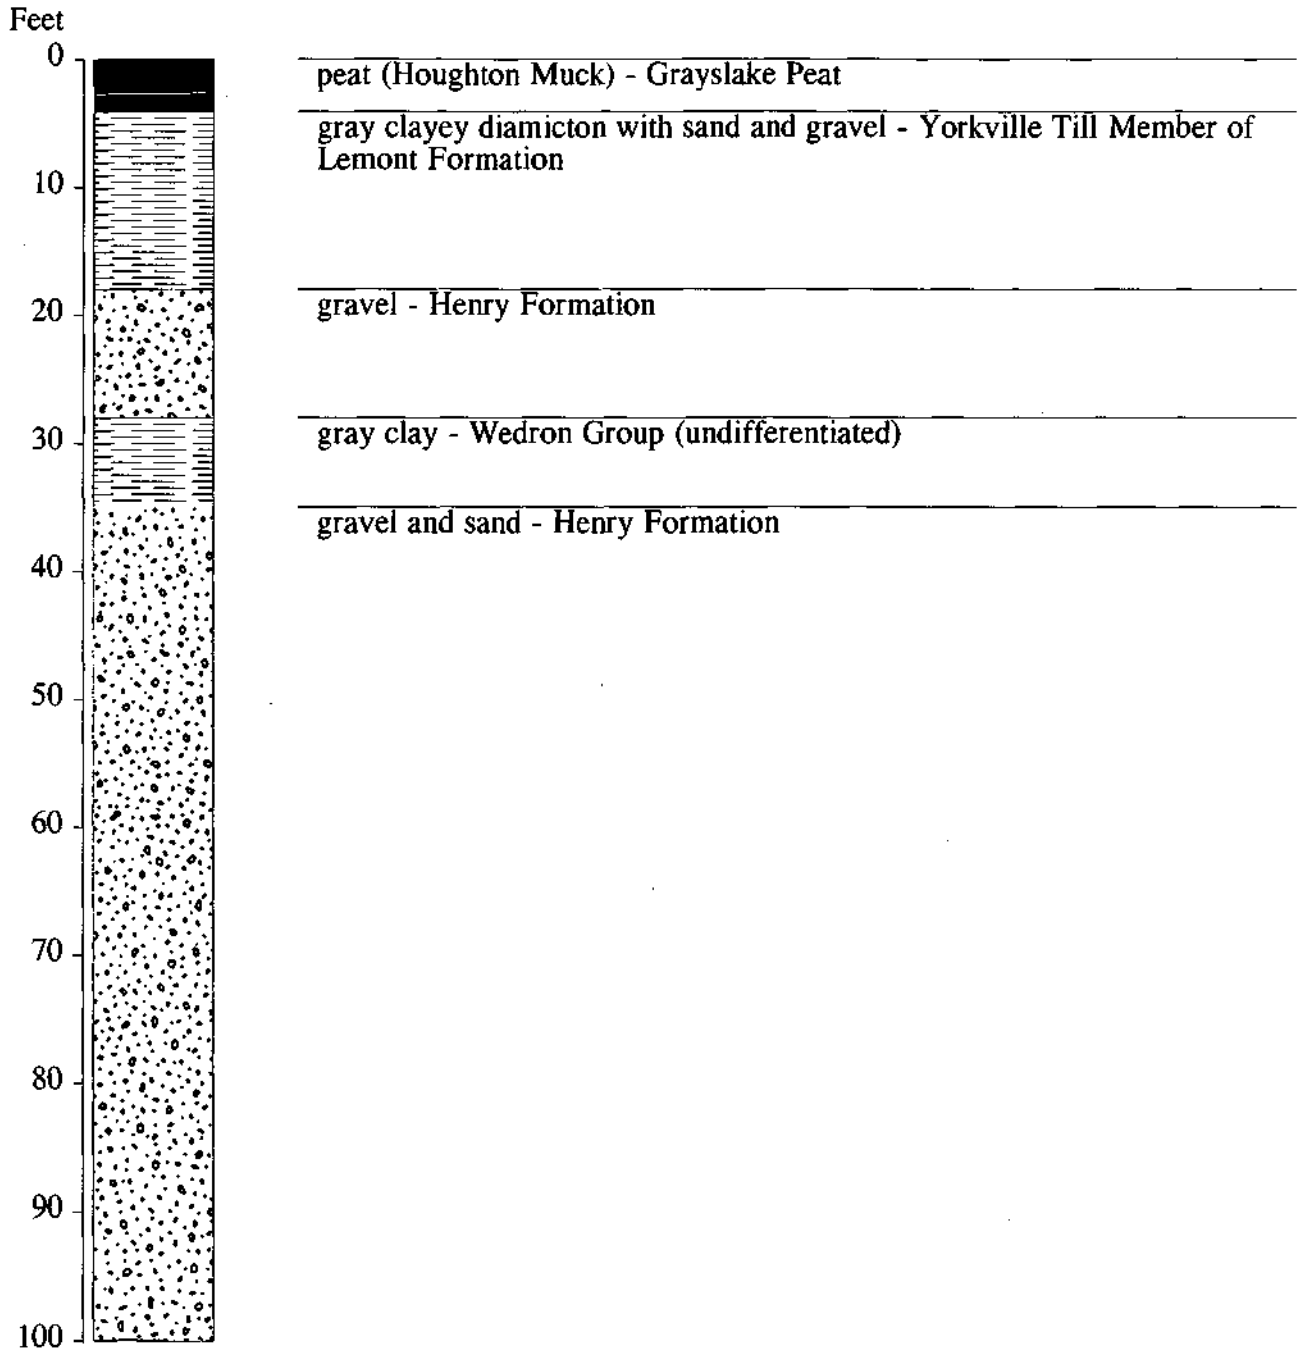 Feet
0
peat (Houghton Muck) - Grayslake Peat
gray clayey diamicton with sand and gravel - Yorkville Till Member of
Lemont Formation
10
20
gravel - Henry Formation
30
gray clay - Wedron Group (undifferentiated)
gravel and sand - Henry Formation
40
50
60
70
80
90
100